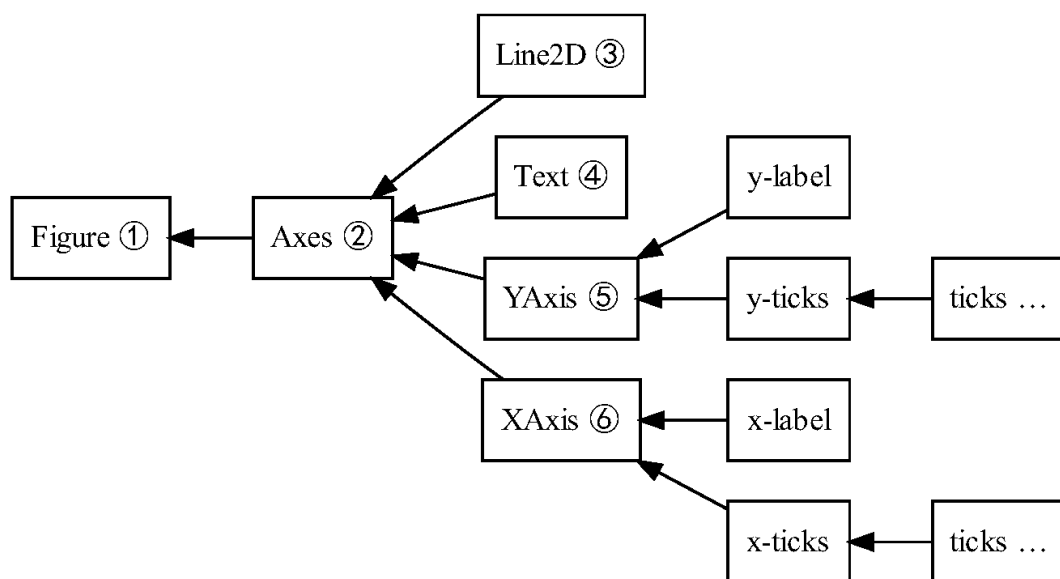 Line2D ③
Text ④
y-label
Figure ①
Axes ②
YAxis ⑤
y-ticks
ticks …
XAxis ⑥
x-label
x-ticks
ticks …